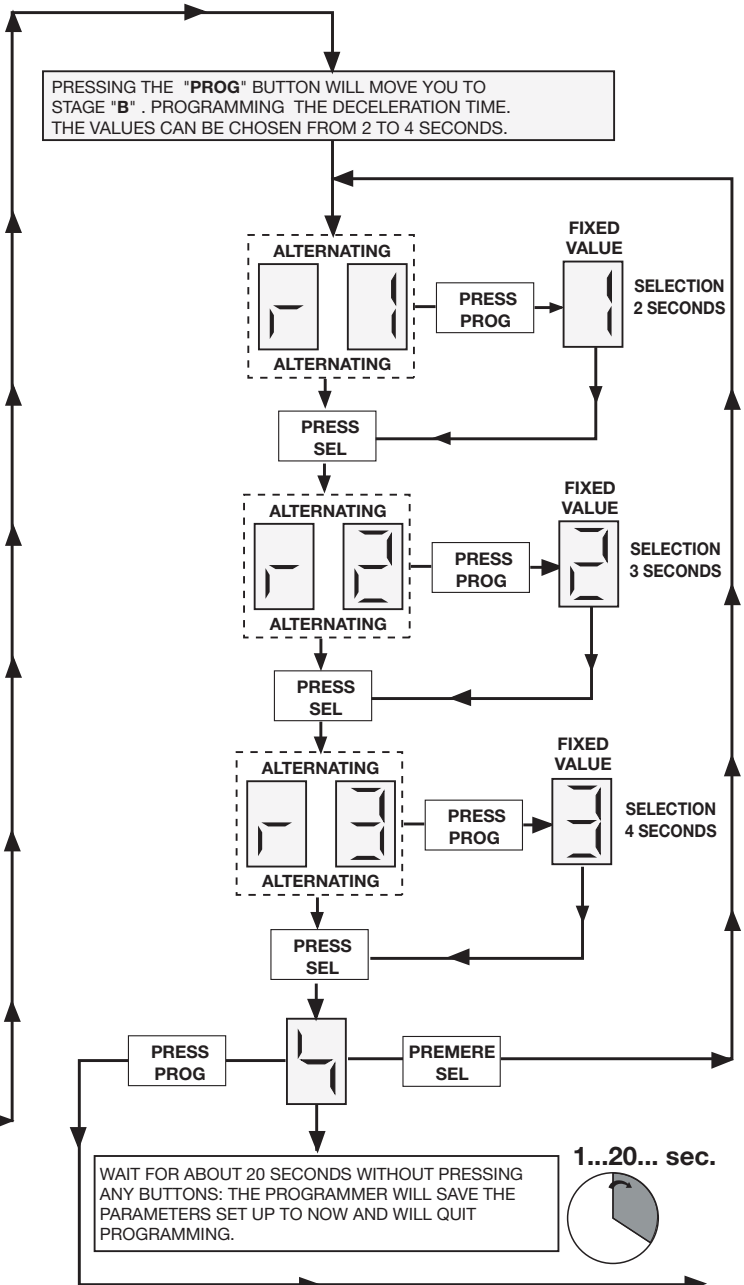 PRESSING THE "PROG" BUTTON WILL MOVE YOU TO
STAGE "B" . PROGRAMMING THE DECELERATION TIME.
THE VALUES CAN BE CHOSEN FROM 2 TO 4 SECONDS.
ALTERNATING
r 1
ALTERNATING
PRESS
PROG
FIXED
VALUE
1
SELECTION
2 SECONDS
PRESS
SEL
ALTERNATING
r 2
ALTERNATING
PRESS
PROG
FIXED
VALUE
2
SELECTION
3 SECONDS
PRESS
SEL
ALTERNATING
r 3
ALTERNATING
PRESS
PROG
FIXED
VALUE
3
SELECTION
4 SECONDS
PRESS
SEL
PRESS
PROG
4
PREMERE
SEL
WAIT FOR ABOUT 20 SECONDS WITHOUT PRESSING
ANY BUTTONS: THE PROGRAMMER WILL SAVE THE
PARAMETERS SET UP TO NOW AND WILL QUIT
PROGRAMMING.
1...20... sec.